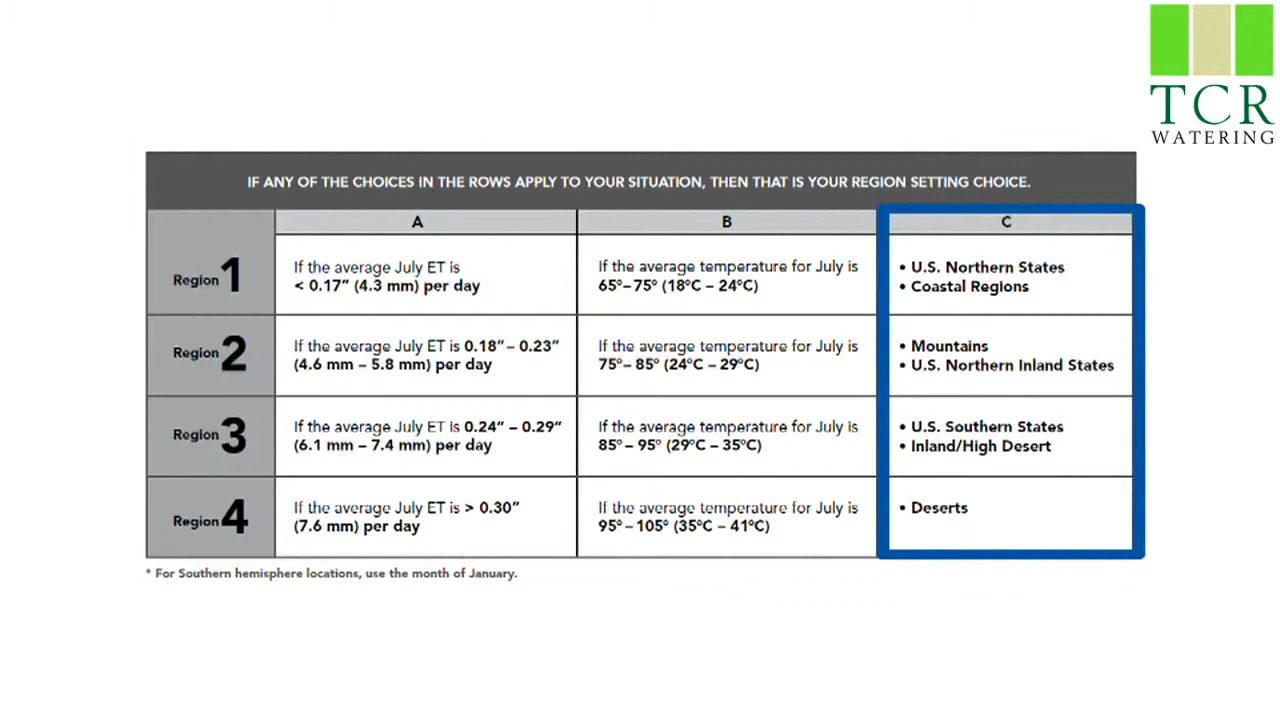 TCR
WATERING
IF ANY OF THE CHOICES IN THE ROWS APPLY TO YOUR SITUATION, THEN THAT IS YOUR REGION SETTING CHOICE.
A
B
C
Region 1
If the average July ET is
< 0.17” (4.3 mm) per day
If the average temperature for July is
65°–75° (18°C – 24°C)
• U.S. Northern States
• Coastal Regions
Region 2
If the average July ET is 0.18” – 0.23”
(4.6 mm – 5.8 mm) per day
If the average temperature for July is
75°– 85° (24°C – 29°C)
• Mountains
• U.S. Northern Inland States
Region 3
If the average July ET is 0.24” – 0.29”
(6.1 mm – 7.4 mm) per day
If the average temperature for July is
85° – 95° (29°C – 35°C)
• U.S. Southern States
• Inland/High Desert
Region 4
If the average July ET is > 0.30”
(7.6 mm) per day
If the average temperature for July is
95° – 105° (35°C – 41°C)
• Deserts
* For Southern hemisphere locations, use the month of January.